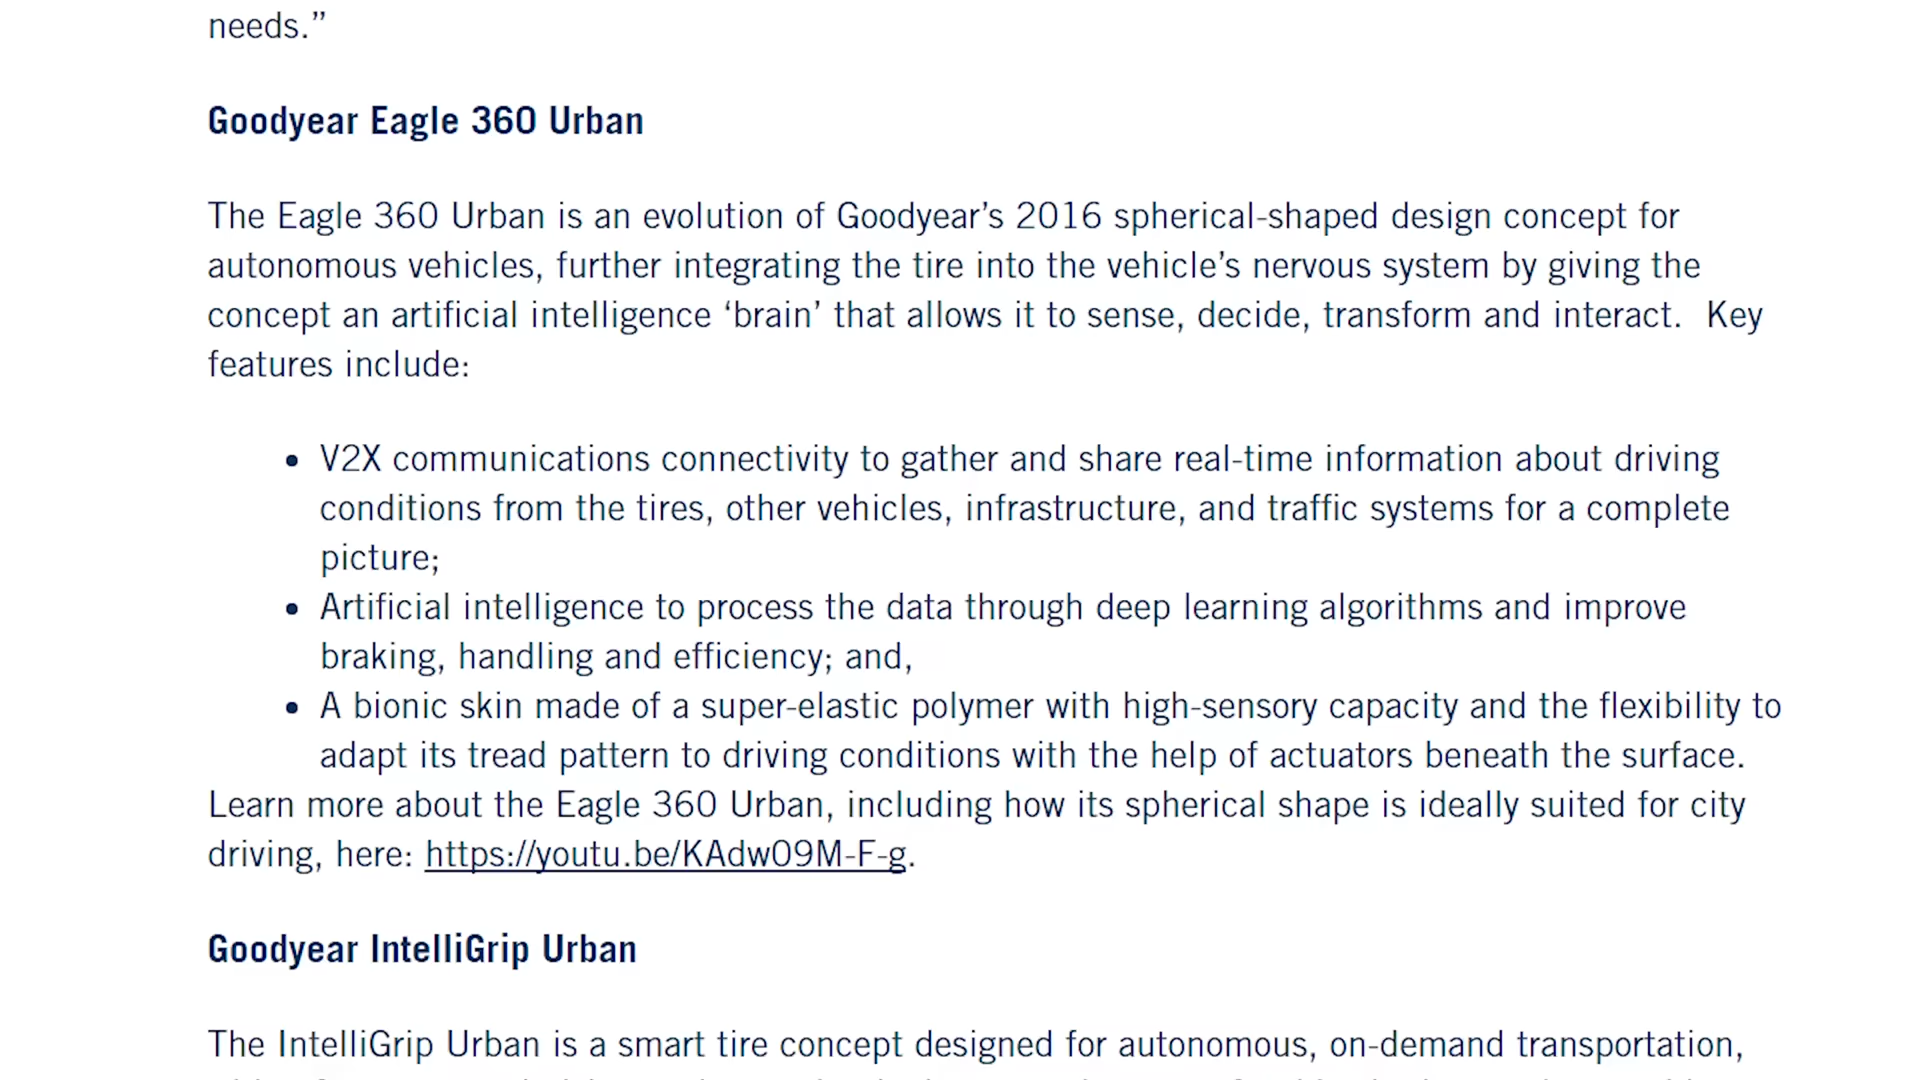 needs.”
Goodyear Eagle 360 Urban
The Eagle 360 Urban is an evolution of Goodyear’s 2016 spherical-shaped design concept for
autonomous vehicles, further integrating the tire into the vehicle’s nervous system by giving the
concept an artificial intelligence ‘brain’ that allows it to sense, decide, transform and interact.  Key
features include:
• V2X communications connectivity to gather and share real-time information about driving
conditions from the tires, other vehicles, infrastructure, and traffic systems for a complete
picture;
• Artificial intelligence to process the data through deep learning algorithms and improve
braking, handling and efficiency; and,
• A bionic skin made of a super-elastic polymer with high-sensory capacity and the flexibility to
adapt its tread pattern to driving conditions with the help of actuators beneath the surface.
Learn more about the Eagle 360 Urban, including how its spherical shape is ideally suited for city
driving, here: https://youtu.be/KAdwO9M-F-g.
Goodyear IntelliGrip Urban
The IntelliGrip Urban is a smart tire concept designed for autonomous, on-demand transportation,